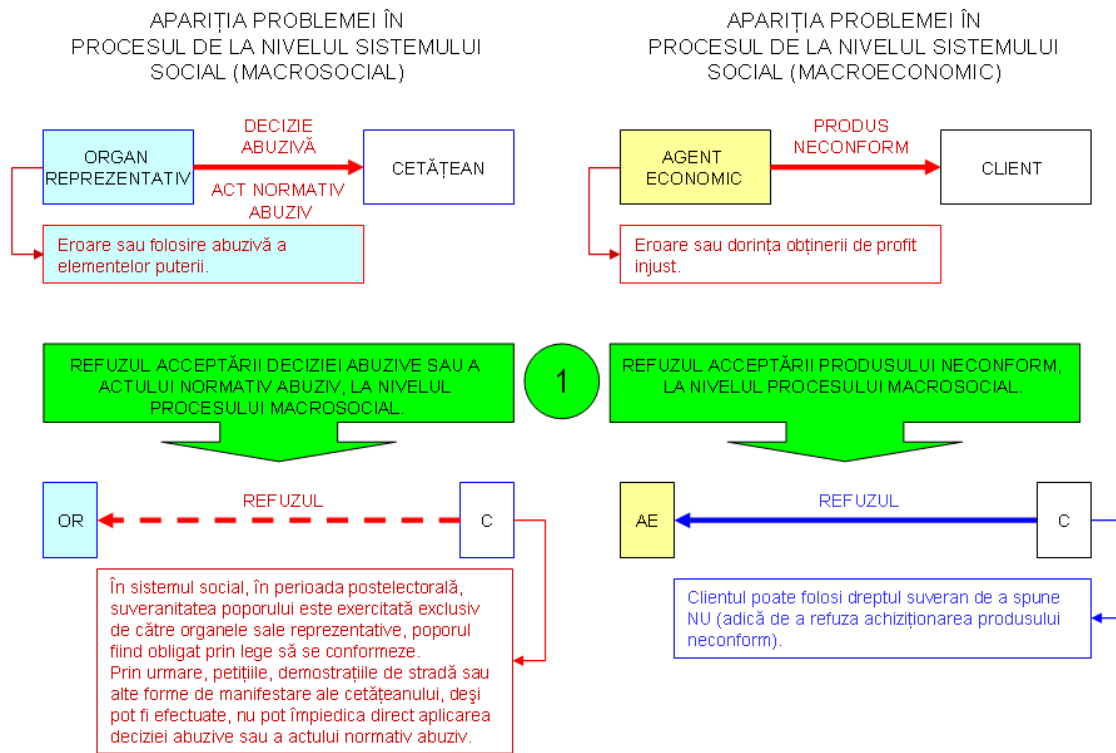 APARIȚIA PROBLEMEI ÎN
PROCESUL DE LA NIVELUL SISTEMULUI
SOCIAL (MACROSOCIAL)
DECIZIE
ABUZIVĂ
ORGAN
REPREZENTATIV
CETĂȚEAN
ACT NORMATIV
ABUZIV
Eroare sau folosire abuzivă a
elementelor puterii.
APARIȚIA PROBLEMEI ÎN
PROCESUL DE LA NIVELUL SISTEMULUI
SOCIAL (MACROECONOMIC)
PRODUS
NECONFORM
AGENT
ECONOMIC
CLIENT
Eroare sau dorința obținerii de profit
injust.
REFUZUL ACCEPTĂRII DECIZIEI ABUZIVE SAU A
ACTULUI NORMATIV ABUZIV, LA NIVELUL
PROCESULUI MACROSOCIAL.
1
REFUZUL ACCEPTĂRII PRODUSULUI NECONFORM,
LA NIVELUL PROCESULUI MACROSOCIAL.
OR
REFUZUL
C
În sistemul social, în perioada postelectorală,
suveranitatea poporului este exercitată exclusiv
de către organele sale reprezentative, poporul
fiind obligat prin lege să se conformeze.
Prin urmare, petițiile, demostrațiile de stradă sau
alte forme de manifestare ale cetățeanului, deşi
pot fi efectuate, nu pot împiedica direct aplicarea
deciziei abuzive sau a actului normativ abuziv.
AE
REFUZUL
C
Clientul poate folosi dreptul suveran de a spune
NU (adică de a refuza achiziționarea produsului
neconform).